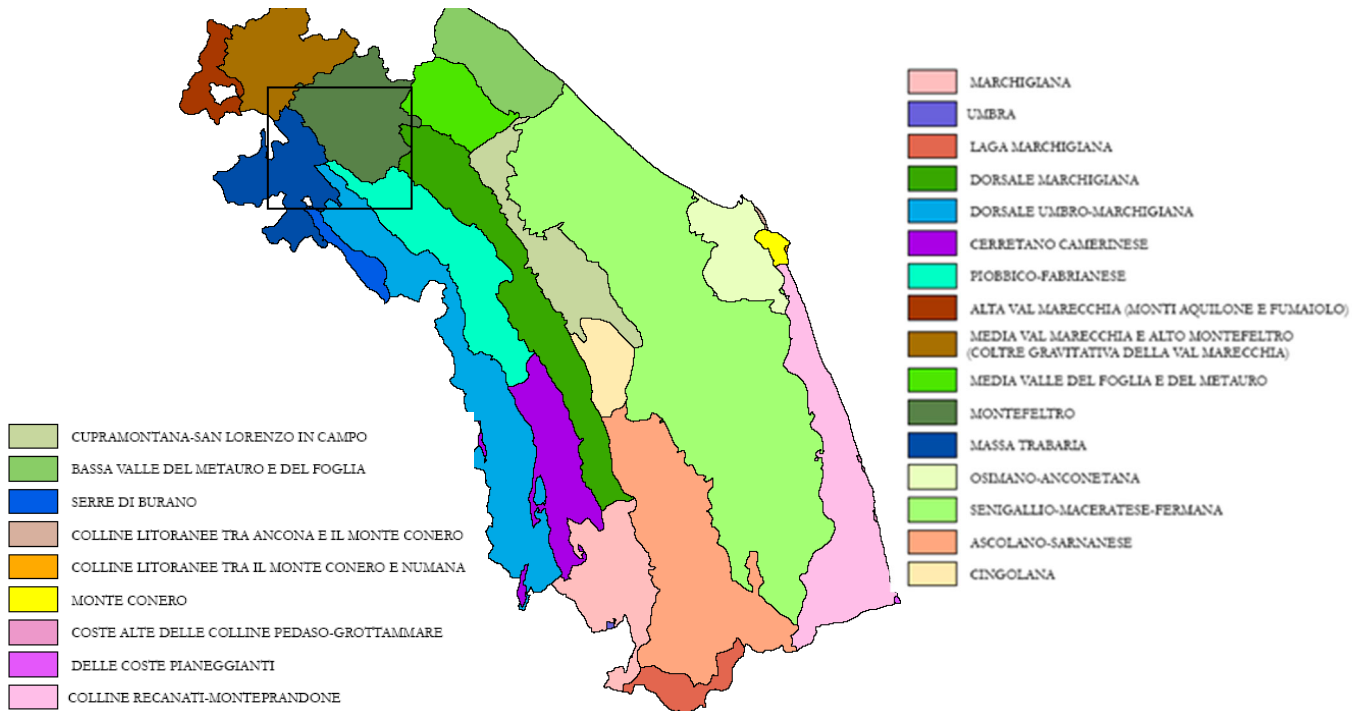 MARCHIGIANA
UMBRA
LAGA MARCHIGIANA
DORSALE MARCHIGIANA
DORSALE UMBRO-MARCHIGIANA
CERRETANO CAMERINESE
PIOBBICO-FABRIANESE
ALTA VAL MARECCHIA (MONTI AQUILONE E FUMAIOLO)
MEDIA VAL MARECCHIA E ALTO MONTEFELTRO
(COLTRE GRAVITATIVA DELLA VAL MARECCHIA)
MEDIA VALLE DEL FOGLIA E DEL METAURO
MONTEFELTRO
MASSA TRABARIA
OSIMANO-ANCONETANA
SENIGALLIO-MACERATESE-FERMANA
ASCOLANO-SARNANESE
CINGOLANA
CUPRAMONTANA-SAN LORENZO IN CAMPO
BASSA VALLE DEL METAURO E DEL FOGLIA
SERRE DI BURANO
COLLINE LITORANEE TRA ANCONA E IL MONTE CONERO
COLLINE LITORANEE TRA IL MONTE CONERO E NUMANA
MONTE CONERO
COSTE ALTE DELLE COLLINE PEDASO-GROTTAMMARE
DELLE COSTE PIANEGGIANTI
COLLINE RECANATI-MONTEPRANDONE